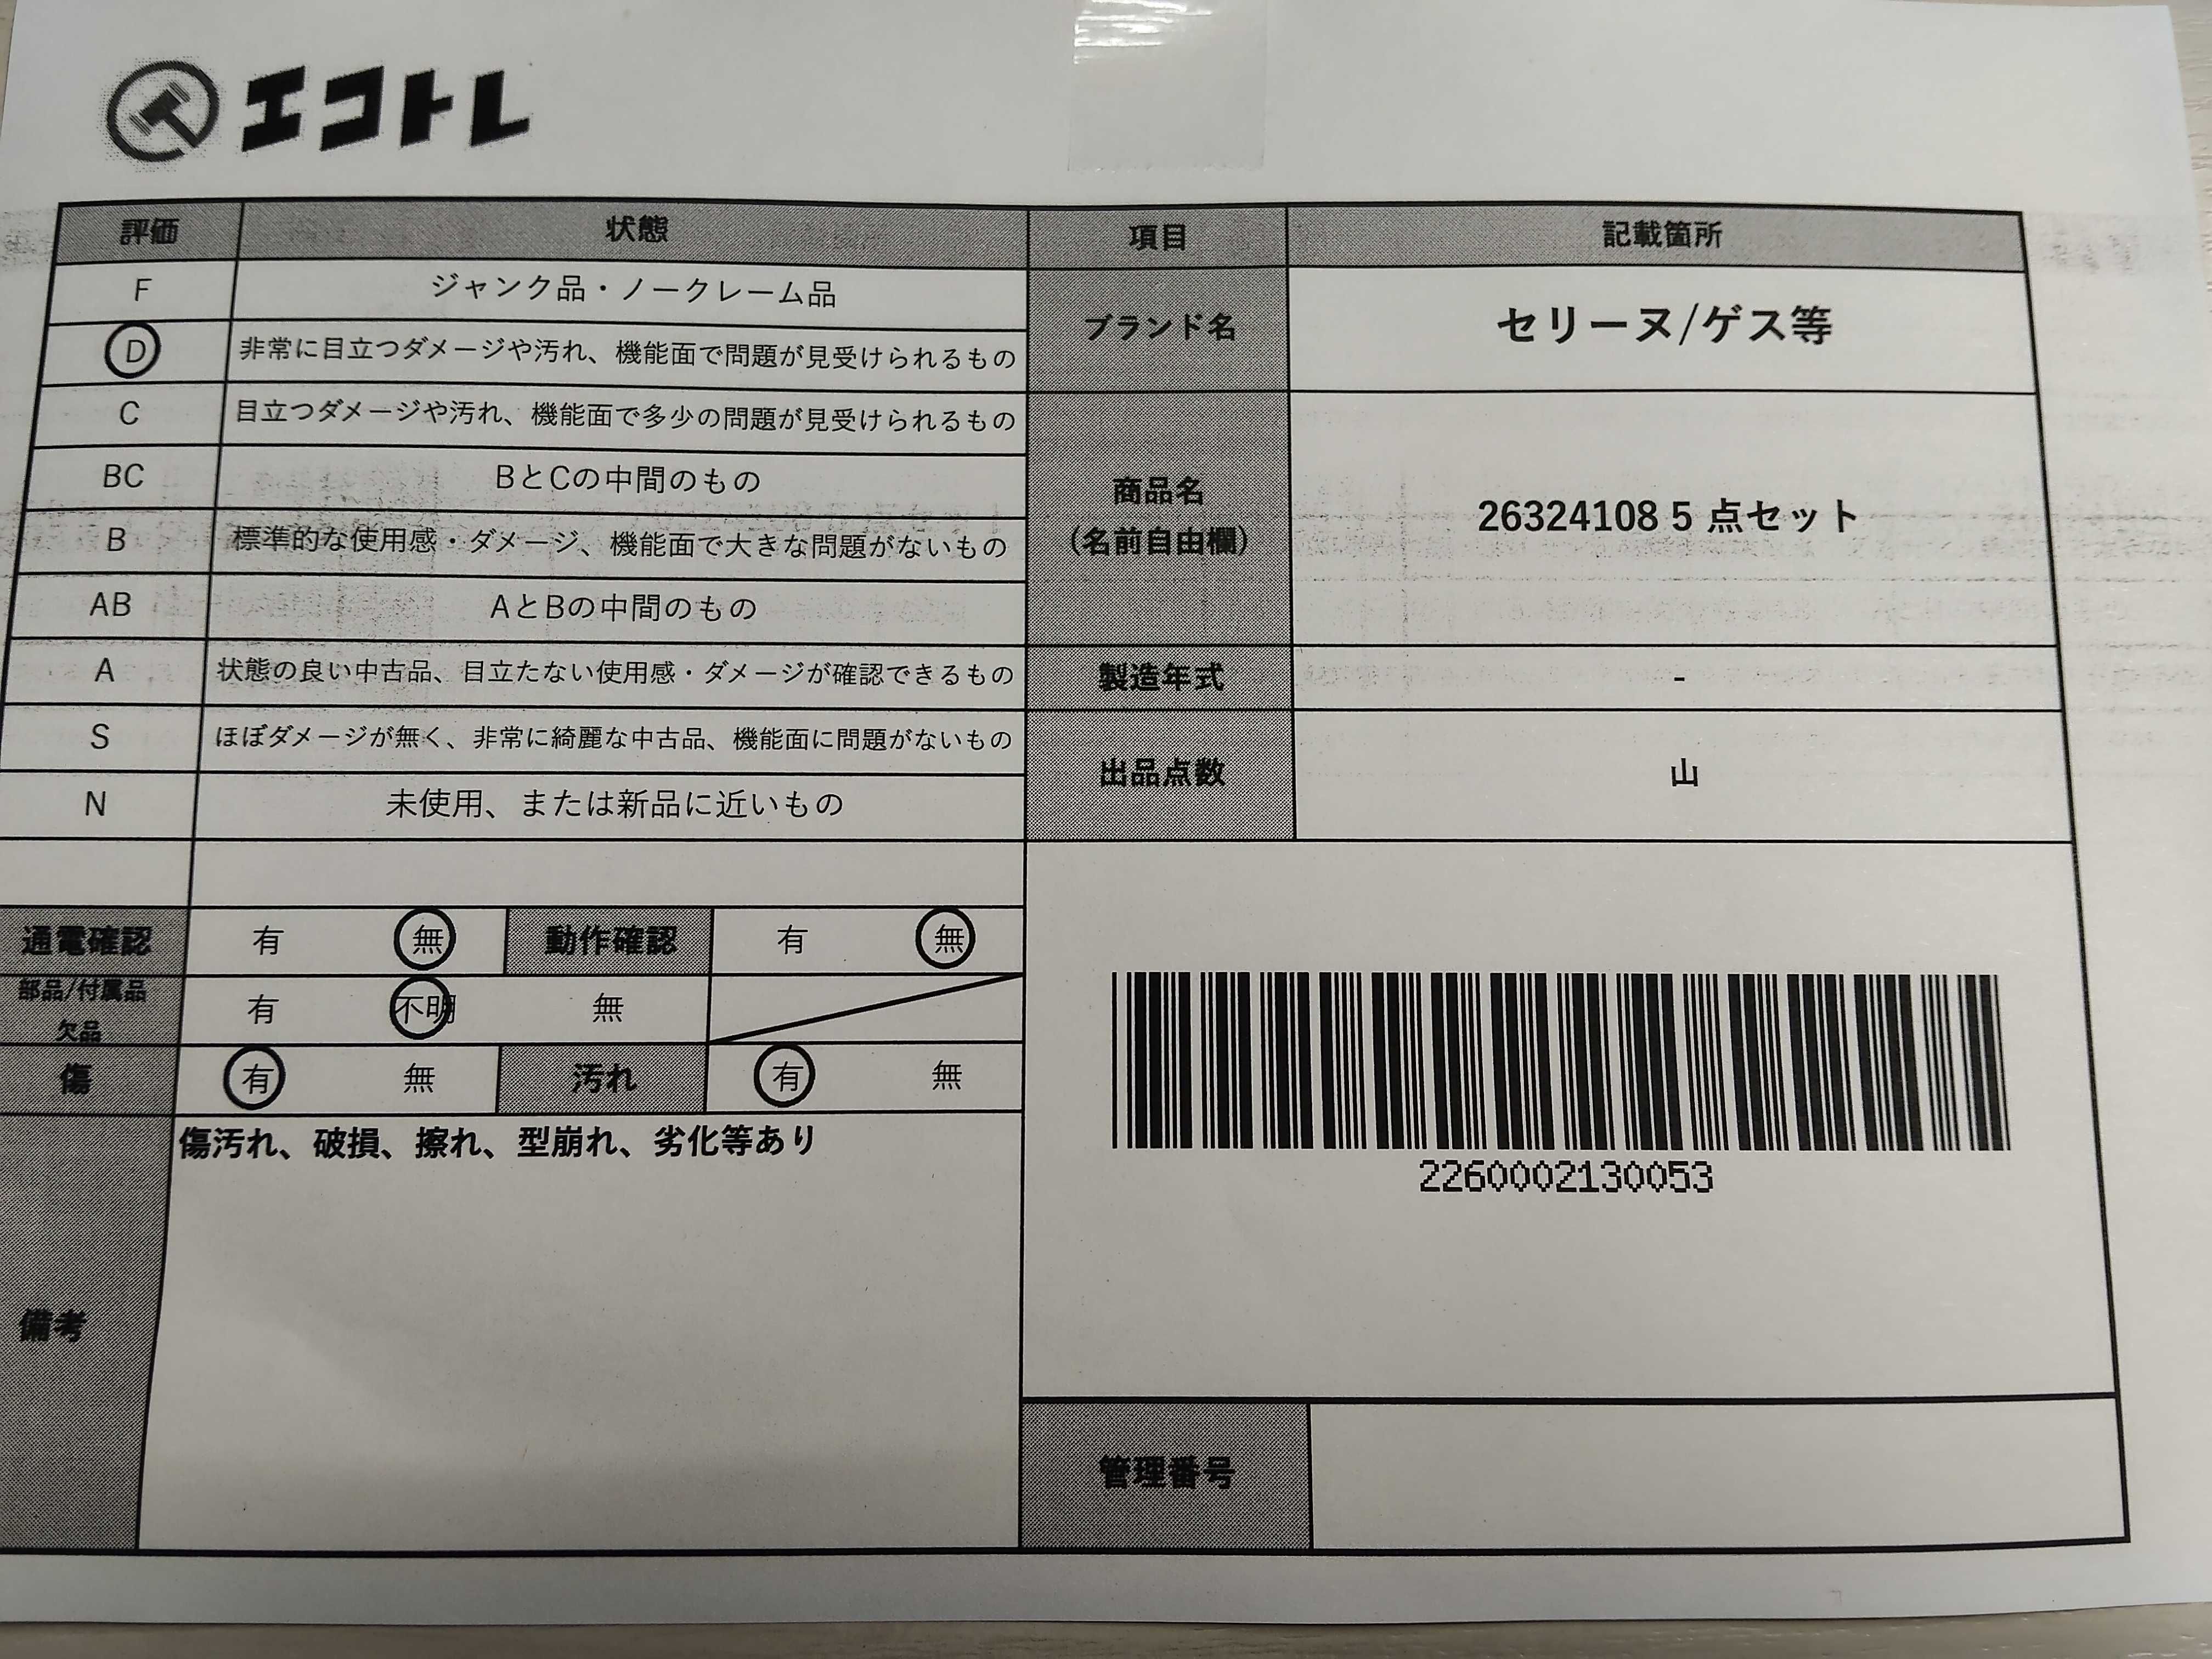 エコトレ
評価 状態 項目 記載箇所
F ジャンク品・ノークレーム品
D 非常に目立つダメージや汚れ、機能面で問題が見受けられるもの
ブランド名 セリーヌ/ゲス等
C 目立つダメージや汚れ、機能面で多少の問題が見受けられるもの
BC BとCの中間のもの
商品名
(名前自由欄)
26324108 5 点セット
B 標準的な使用感・ダメージ、機能面で大きな問題がないもの
AB AとBの中間のもの
A 状態の良い中古品、目立たない使用感・ダメージが確認できるもの
製造年式 -
S ほぼダメージが無く、非常に綺麗な中古品、機能面に問題がないもの
出品点数 山
N 未使用、または新品に近いもの
通電確認 有 無 動作確認 有 無
部品/付属品
欠品
有 不明 無
傷 有 無 汚れ 有 無
備考
傷汚れ、破損、擦れ、型崩れ、劣化等あり
2260002130053
管理番号